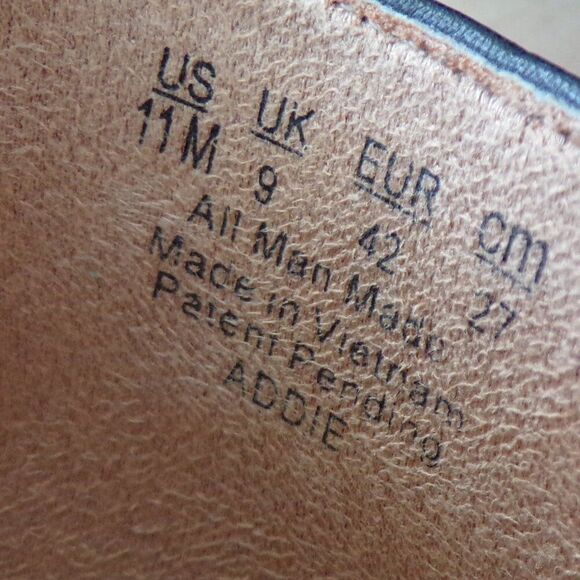 US UK EUR cm
11M 9 42 27
All Man Made
Made in Vietnam
Patent Pending
ADDIE